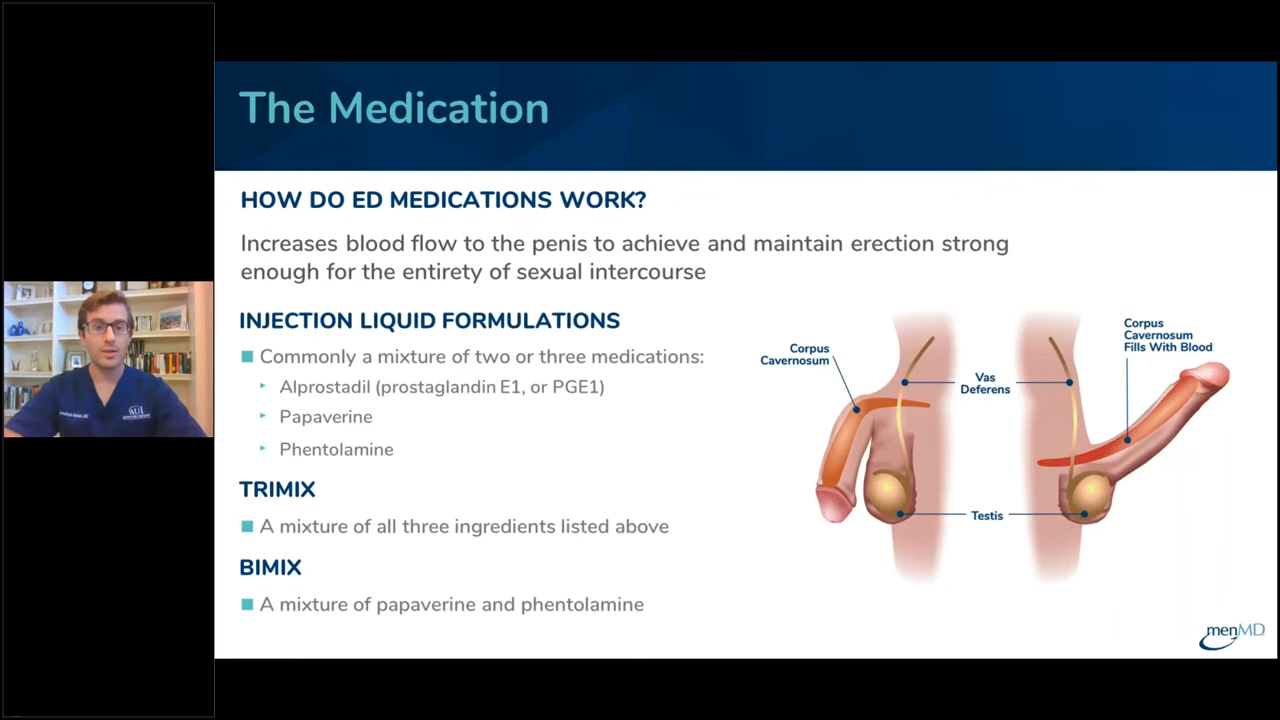 The Medication
HOW DO ED MEDICATIONS WORK?
Increases blood flow to the penis to achieve and maintain erection strong
enough for the entirety of sexual intercourse
INJECTION LIQUID FORMULATIONS
Commonly a mixture of two or three medications:
Alprostadil (prostaglandin E1, or PGE1)
Papaverine
Phentolamine
TRIMIX
A mixture of all three ingredients listed above
BIMIX
A mixture of papaverine and phentolamine
Corpus
Cavernosum
Vas
Deferens
Corpus
Cavernosum
Fills With Blood
Testis
menMD
AUI